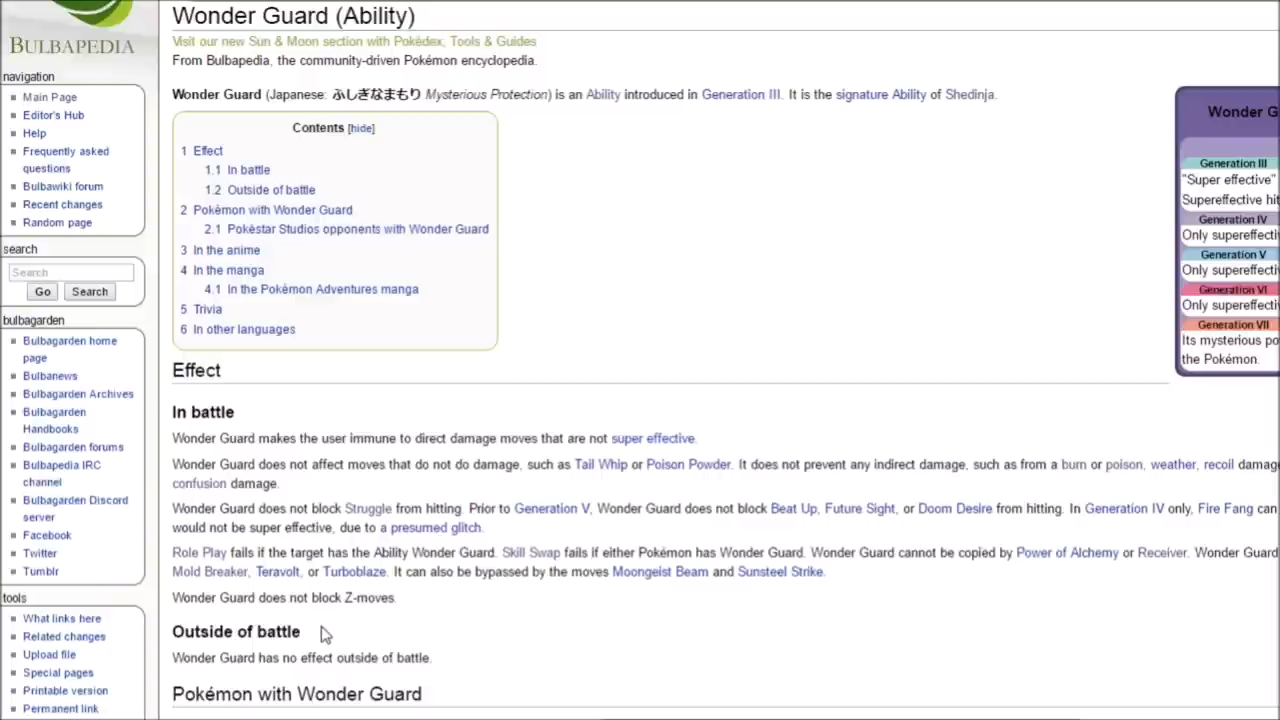 BULBAPEDIA
navigation
Main Page
Editor's Hub
Help
Frequently asked
questions
Bulbawiki forum
Recent changes
Random page
search
Search
Go Search
bulbagarden
Bulbagarden home
page
Bulbanews
Bulbagarden Archives
Bulbagarden
Handbooks
Bulbagarden forums
Bulbapedia IRC
channel
Bulbagarden Discord
server
Facebook
Twitter
Tumblr
tools
What links here
Related changes
Upload file
Special pages
Printable version
Permanent link
Wonder Guard (Ability)
Visit our new Sun & Moon section with Pokédex, Tools & Guides
From Bulbapedia, the community-driven Pokémon encyclopedia.
Wonder Guard (Japanese: ふしぎなまもり Mysterious Protection) is an Ability introduced in Generation III. It is the signature Ability of Shedinja.
Contents [hide]
1 Effect
1.1 In battle
1.2 Outside of battle
2 Pokémon with Wonder Guard
2.1 Pokéstar Studios opponents with Wonder Guard
3 In the anime
4 In the manga
4.1 In the Pokémon Adventures manga
5 Trivia
6 In other languages
Effect
In battle
Wonder Guard makes the user immune to direct damage moves that are not super effective.
Wonder Guard does not affect moves that do not do damage, such as Tail Whip or Poison Powder. It does not prevent any indirect damage, such as from a burn or poison, weather, recoil damag
confusion damage.
Wonder Guard does not block Struggle from hitting. Prior to Generation V, Wonder Guard does not block Beat Up, Future Sight, or Doom Desire from hitting. In Generation IV only, Fire Fang can
would not be super effective, due to a presumed glitch.
Role Play fails if the target has the Ability Wonder Guard. Skill Swap fails if either Pokémon has Wonder Guard. Wonder Guard cannot be copied by Power of Alchemy or Receiver. Wonder Guard
Mold Breaker, Teravolt, or Turboblaze. It can also be bypassed by the moves Moongeist Beam and Sunsteel Strike.
Wonder Guard does not block Z-moves.
Outside of battle
Wonder Guard has no effect outside of battle.
Pokémon with Wonder Guard
Wonder G
Generation III
"Super effective"
Supereffective hit
Generation IV
Only supereffecti
Generation V
Only supereffecti
Generation VI
Only supereffecti
Generation VII
Its mysterious po
the Pokémon.